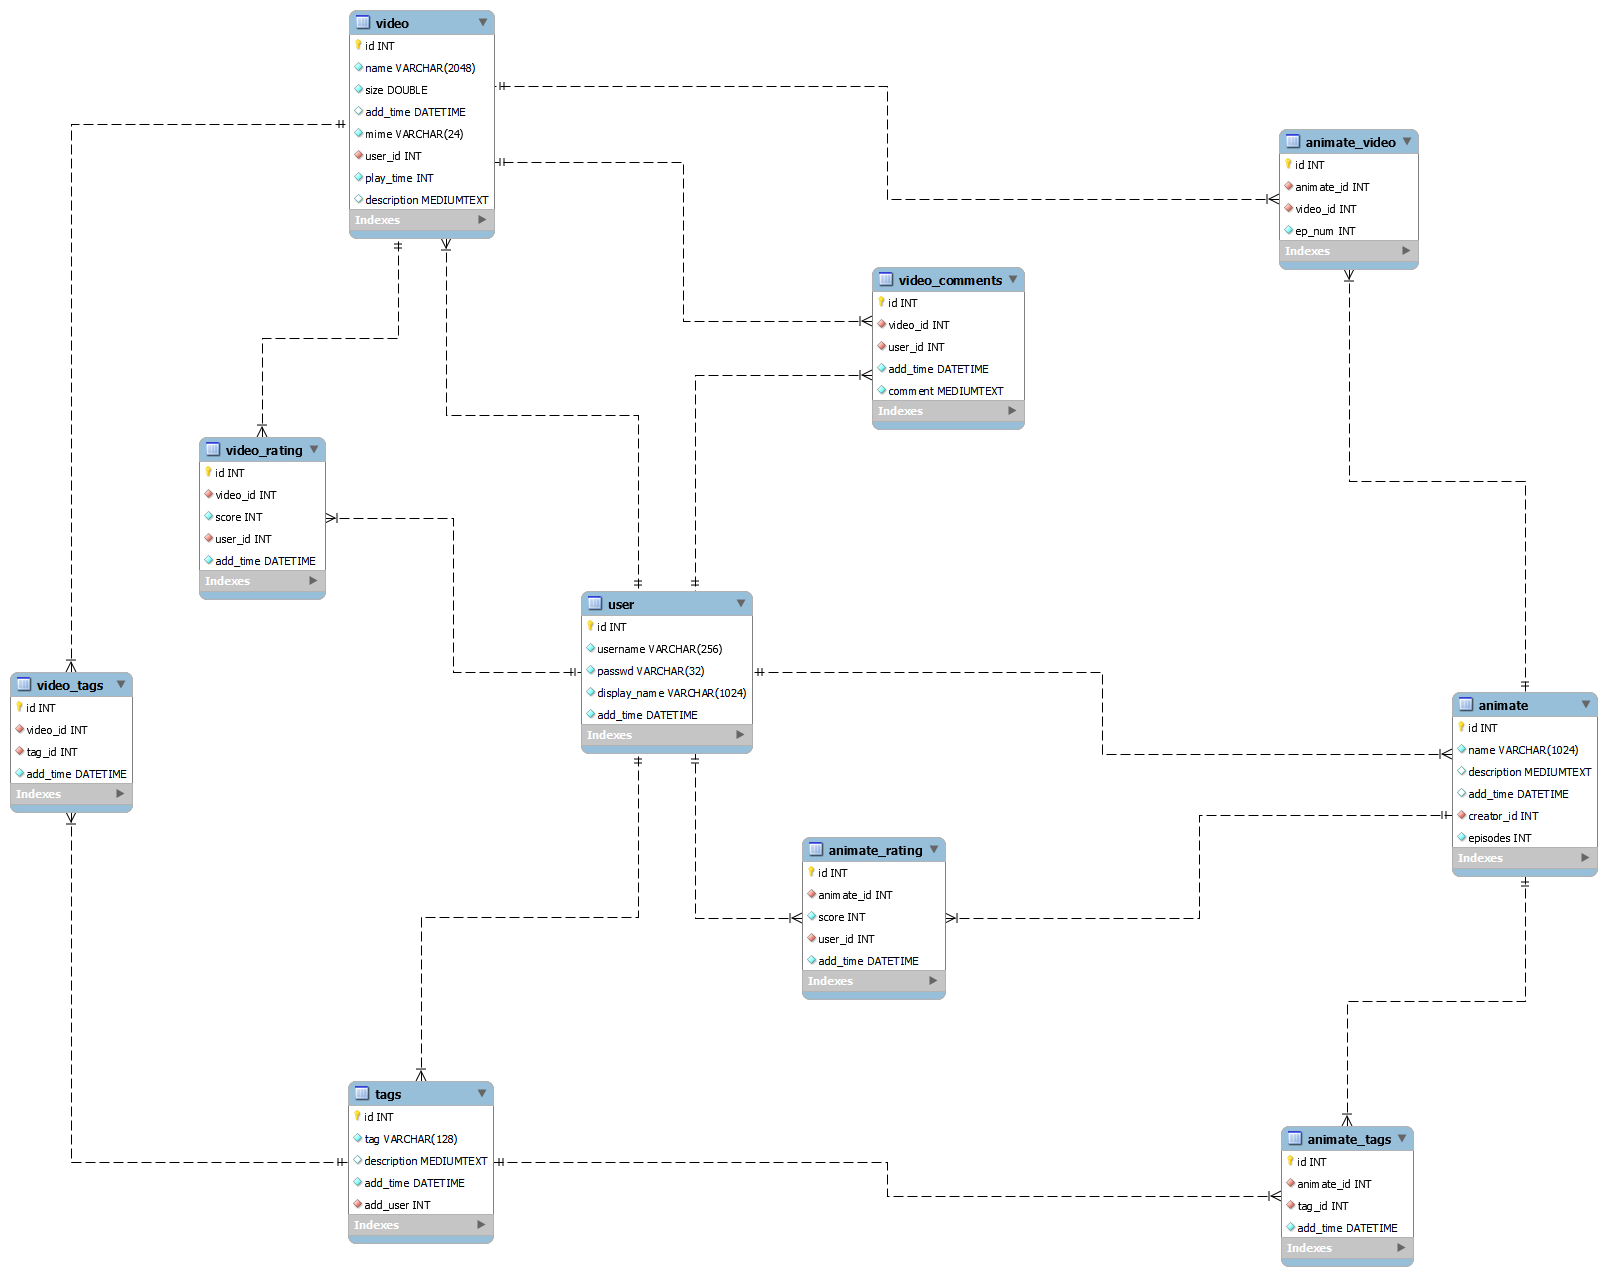 video
id INT
name VARCHAR(2048)
size DOUBLE
add_time DATETIME
mime VARCHAR(24)
user_id INT
play_time INT
description MEDIUMTEXT
Indexes
animate_video
id INT
animate_id INT
video_id INT
ep_num INT
Indexes
video_comments
id INT
video_id INT
user_id INT
add_time DATETIME
comment MEDIUMTEXT
Indexes
video_rating
id INT
video_id INT
score INT
user_id INT
add_time DATETIME
Indexes
user
id INT
username VARCHAR(256)
passwd VARCHAR(32)
display_name VARCHAR(1024)
add_time DATETIME
Indexes
video_tags
id INT
video_id INT
tag_id INT
add_time DATETIME
Indexes
animate
id INT
name VARCHAR(1024)
description MEDIUMTEXT
add_time DATETIME
creator_id INT
episodes INT
Indexes
animate_rating
id INT
animate_id INT
score INT
user_id INT
add_time DATETIME
Indexes
tags
id INT
tag VARCHAR(128)
description MEDIUMTEXT
add_time DATETIME
add_user INT
Indexes
animate_tags
id INT
animate_id INT
tag_id INT
add_time DATETIME
Indexes